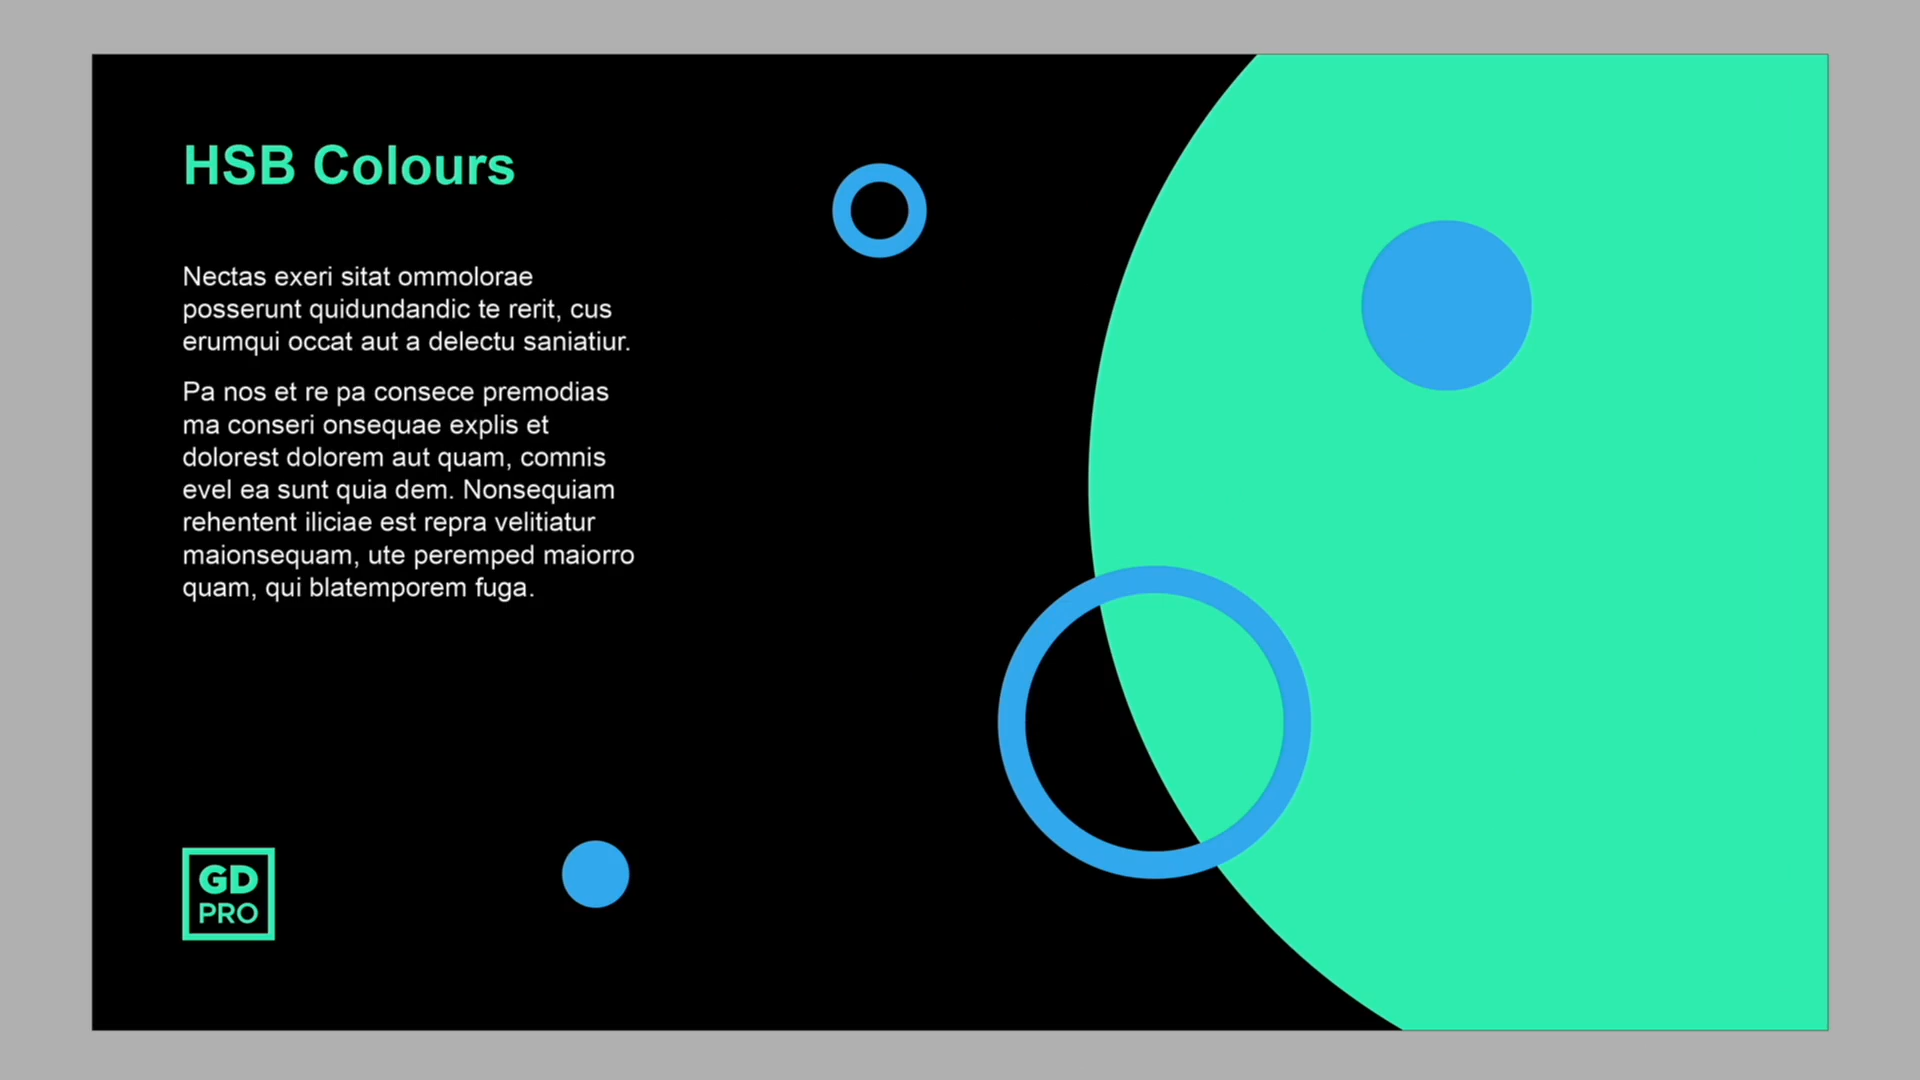 HSB Colours
Nectas exeri sitat ommolorae
posserunt quidundandic te rerit, cus
erumqui occat aut a delectu saniatiur.
Pa nos et re pa consece premodias
ma conseri onsequae explis et
dolorest dolorem aut quam, comnis
evel ea sunt quia dem. Nonsequiam
rehentent iliciae est repra velitiatur
maionsequam, ute peremped maiorro
quam, qui blatemporem fuga.
GD
PRO